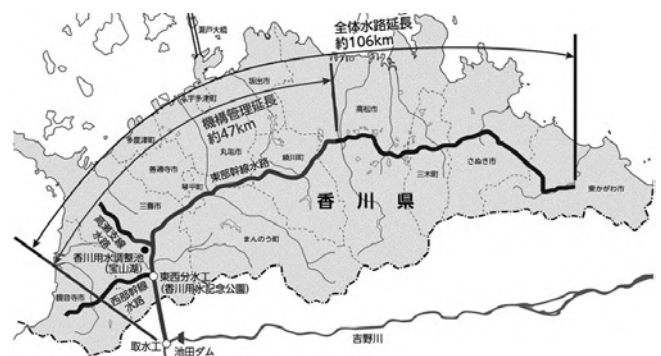 瀬戸大橋
全体水路延長
約106km
坂出市
宇多津町
機構管理延長
約47km
高松市
多度津町
丸亀市
善通寺市
綾川町
東部幹線水路
琴平町
さぬき市
三木町
東かがわ市
香川県
三豊市
高瀬支線
水路
まんのう町
香川用水調整池
(宝山湖)
東西分水工
(香川用水記念公園)
観音寺市
西部幹線
水路
吉野川
取水工
池田ダム